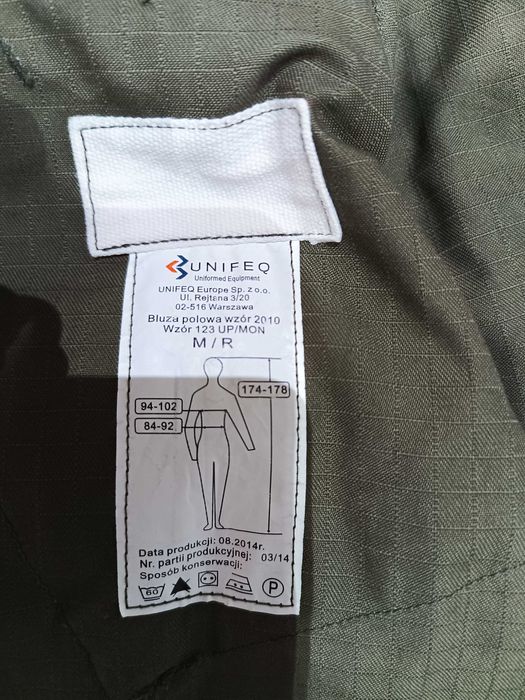 UNIFEQ
Uniformed Equipment
UNIFEQ Europe Sp. z o.o.
Ul. Rejtana 3/20
02-516 Warszawa
Bluza polowa wzór 2010
Wzór 123 UP/MON
M / R
174-178
94-102
84-92
Data produkcji: 08.2014r.
Nr. partii produkcyjnej: 03/14
Sposób konserwacji:
60 P